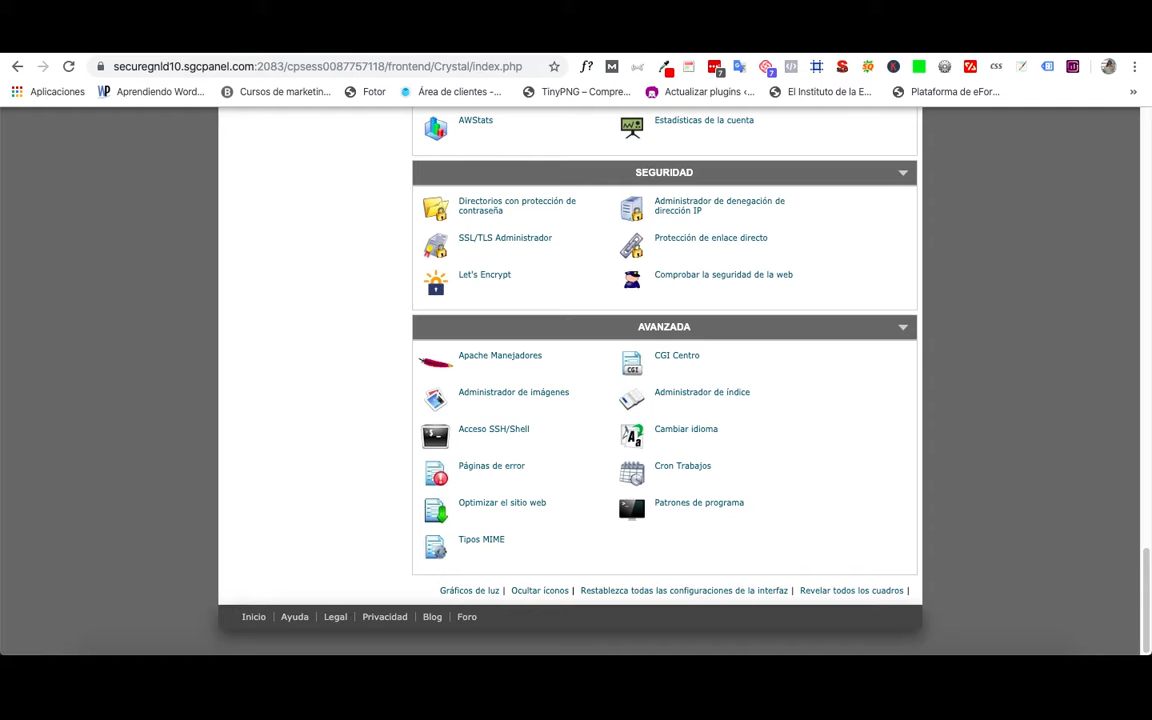 securegnld10.sgcpanel.com:2083/cpsess0087757118/frontend/Crystal/index.php
f?
M
7
7
S
K
CSS
Aplicaciones
Aprendiendo Word...
Cursos de marketin...
Fotor
Área de clientes -...
TinyPNG – Compre...
Actualizar plugins ‹...
El Instituto de la E...
Plataforma de eFor...
»
AWStats
Estadísticas de la cuenta
SEGURIDAD
Directorios con protección de
contraseña
Administrador de denegación de
dirección IP
SSL/TLS Administrador
Protección de enlace directo
Let's Encrypt
Comprobar la seguridad de la web
AVANZADA
Apache Manejadores
CGI
CGI Centro
Administrador de imágenes
Administrador de índice
Acceso SSH/Shell
Cambiar idioma
Páginas de error
Cron Trabajos
Optimizar el sitio web
Patrones de programa
Tipos MIME
Gráficos de luz | Ocultar íconos | Restablezca todas las configuraciones de la interfaz | Revelar todos los cuadros |
Inicio | Ayuda | Legal | Privacidad | Blog | Foro